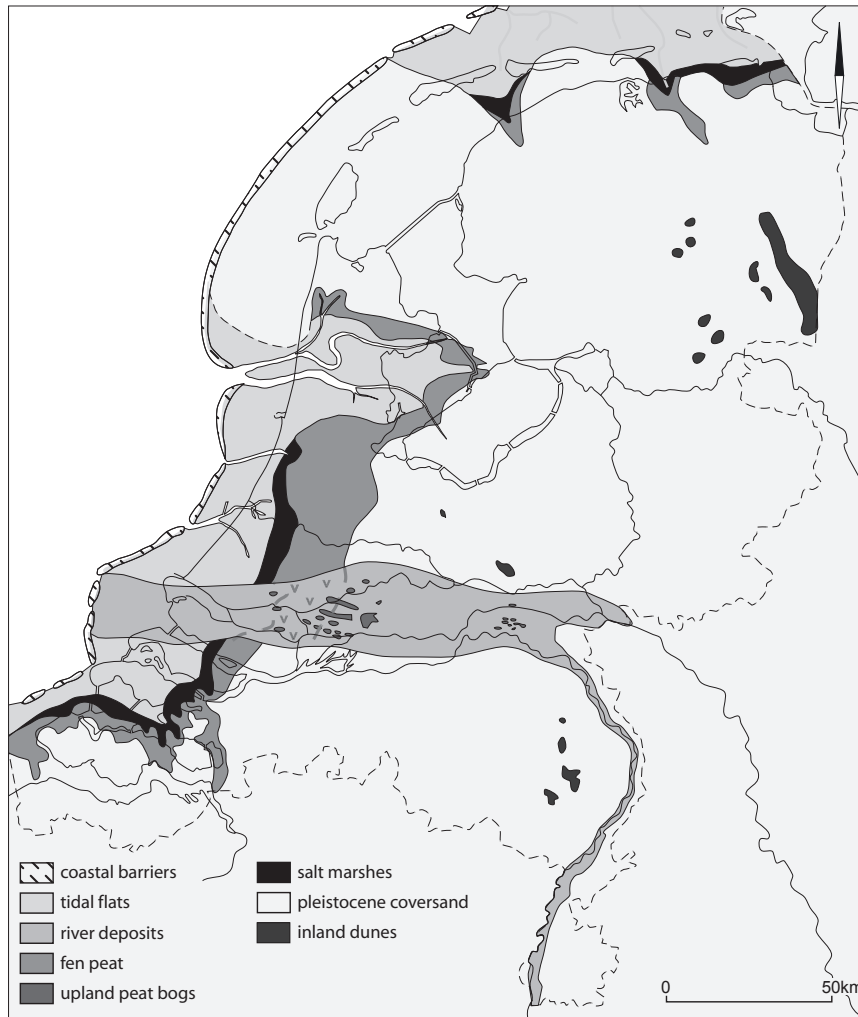 coastal barriers
tidal flats
river deposits
fen peat
upland peat bogs
salt marshes
pleistocene coversand
inland dunes
0 50km